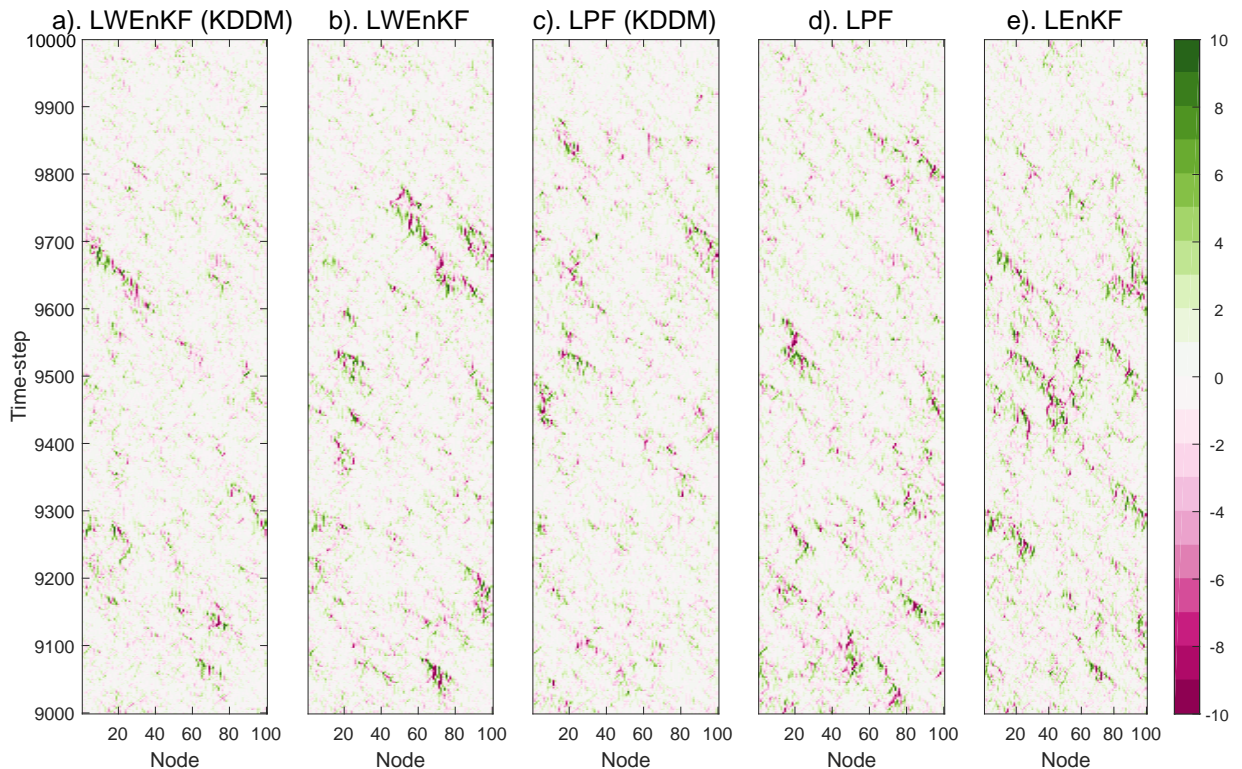 a). LWEnKF (KDDM)
b). LWEnKF
c). LPF (KDDM)
d). LPF
e). LEnKF
10000
9900
9800
9700
9600
9500
9400
9300
9200
9100
9000
Time-step
20 40 60 80 100
20 40 60 80 100
20 40 60 80 100
20 40 60 80 100
20 40 60 80 100
Node
Node
Node
Node
Node
10
8
6
4
2
0
-2
-4
-6
-8
-10